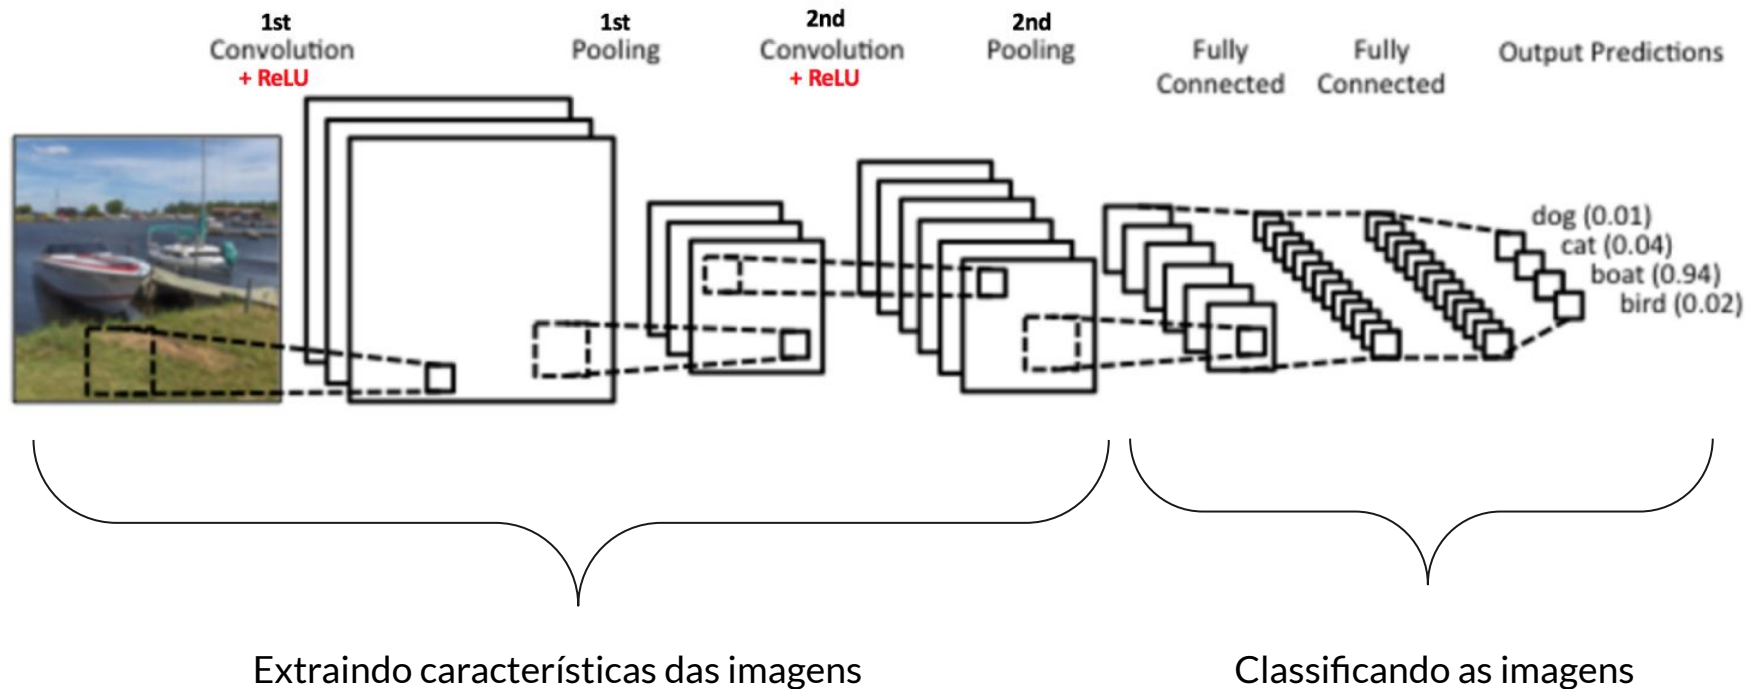 1st
Convolution
+ ReLU
1st
Pooling
2nd
Convolution
+ ReLU
2nd
Pooling
Fully
Connected
Fully
Connected
Output Predictions
dog (0.01)
cat (0.04)
boat (0.94)
bird (0.02)
Extraindo características das imagens
Classificando as imagens